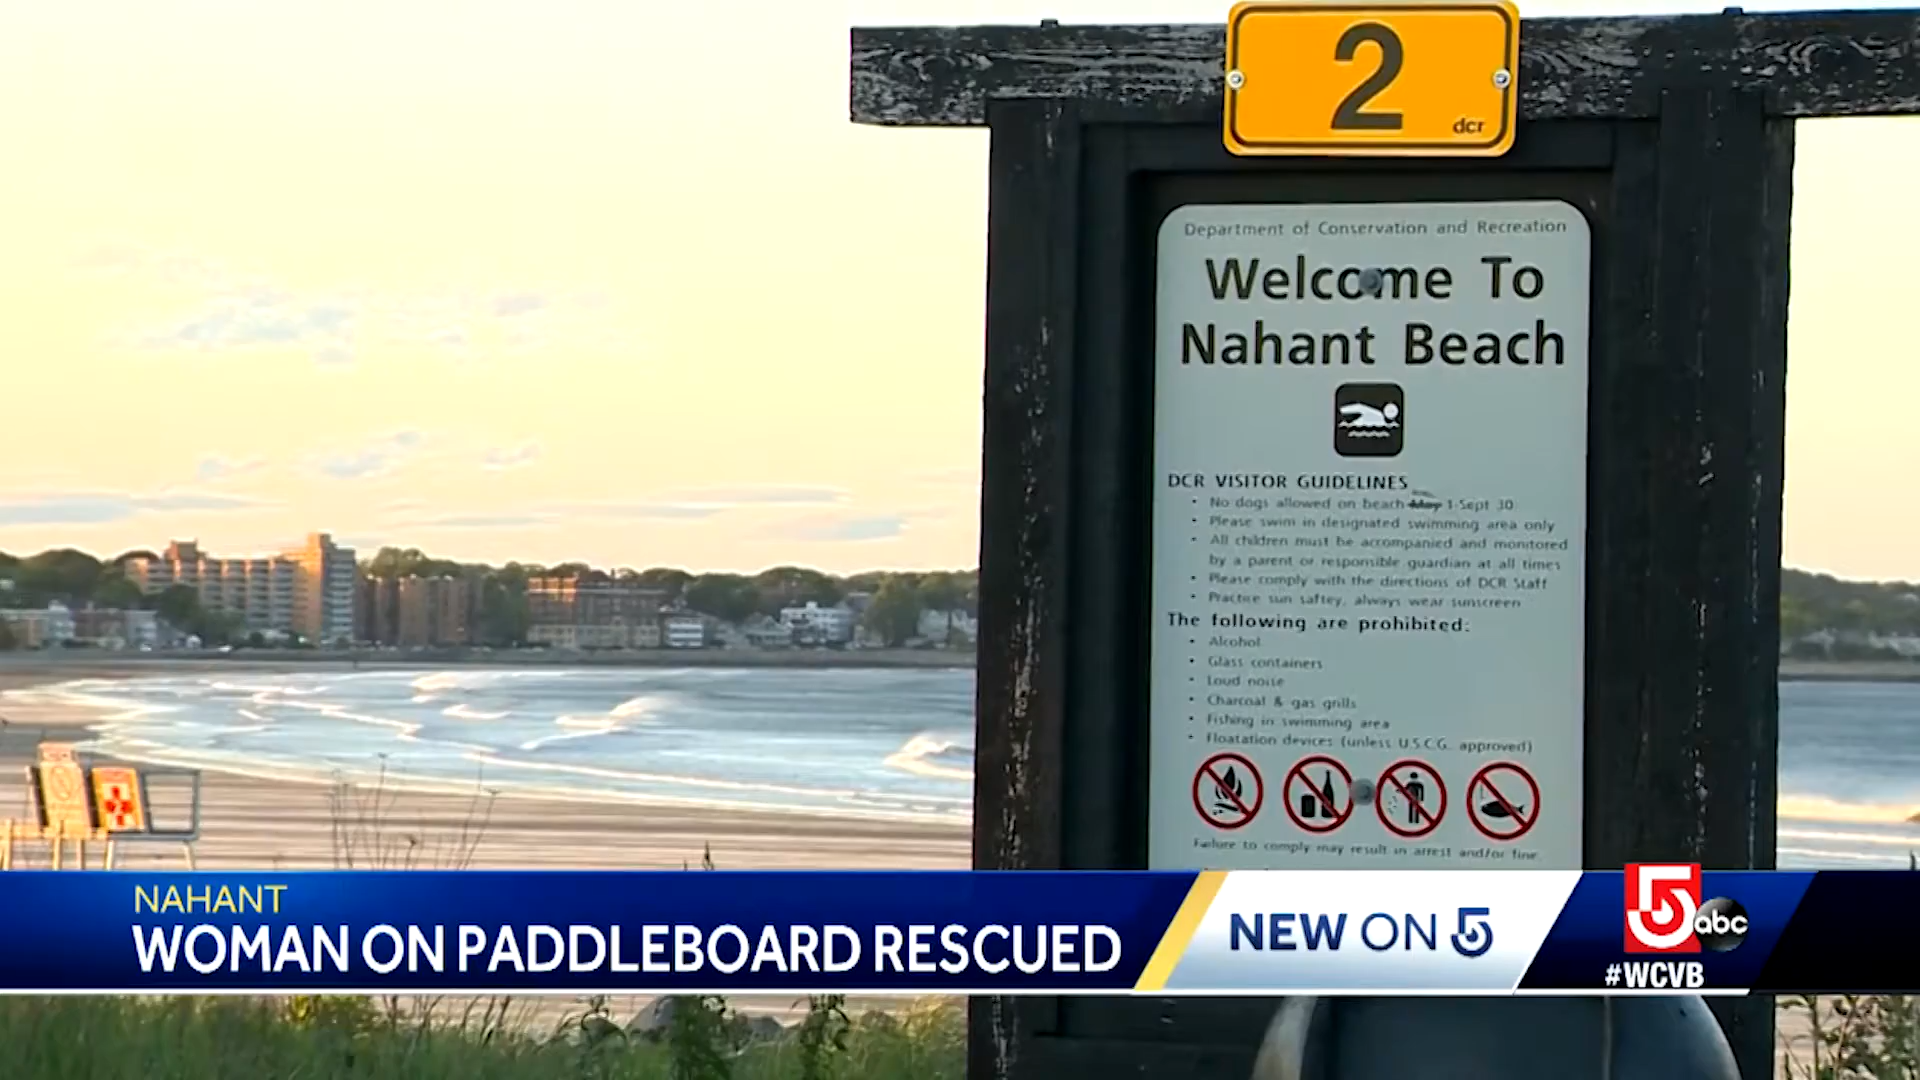 2
dcr
Department of Conservation and Recreation
Welcome To
Nahant Beach
DCR VISITOR GUIDELINES
• No dogs allowed on beach May 1-Sept 30
• Please swim in designated swimming area only
• All children must be accompanied and monitored
by a parent or responsible guardian at all times
• Please comply with the directions of DCR Staff
• Practice sun saftey, always wear sunscreen
The following are prohibited:
• Alcohol
• Glass containers
• Loud noise
• Charcoal & gas grills
• Fishing in swimming area
• Floatation devices (unless U.S.C.G. approved)
Failure to comply may result in arrest and/or fine
NAHANT
WOMAN ON PADDLEBOARD RESCUED
NEW ON 5
5 abc
#WCVB